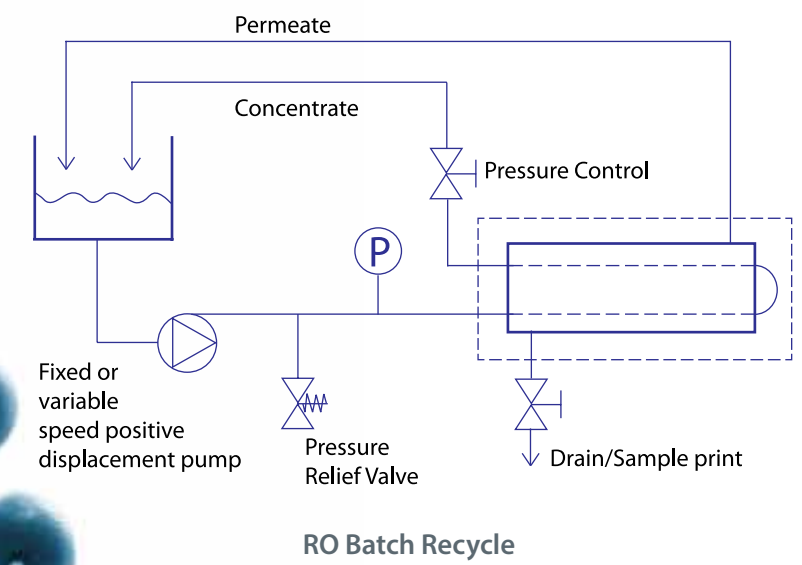 Permeate
Concentrate
Pressure Control
P
Fixed or
variable
speed positive
displacement pump
Pressure
Relief Valve
Drain/Sample print
RO Batch Recycle